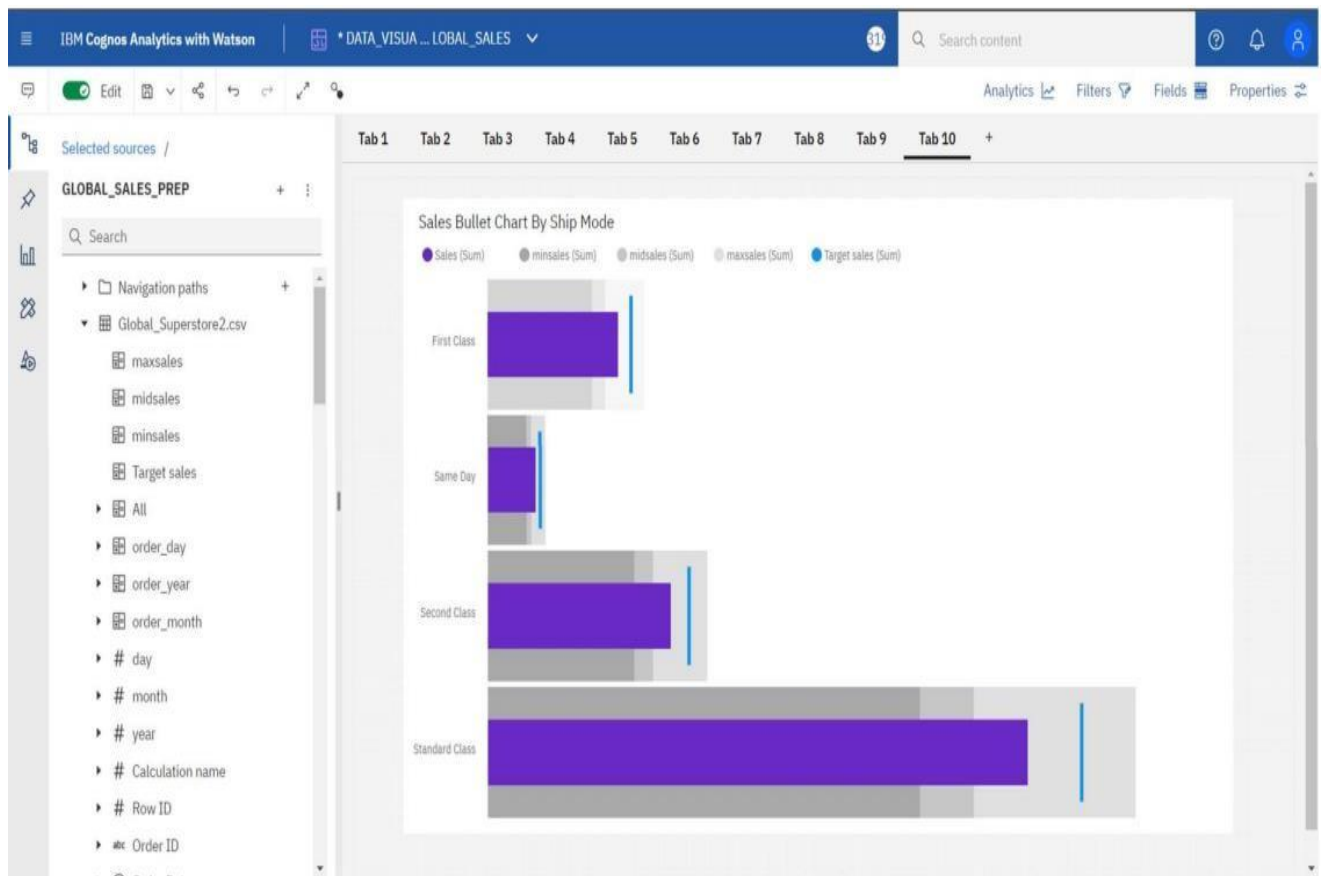 IBM Cognos Analytics with Watson
* DATA_VISUA ... LOBAL_SALES
Search content
Edit
Analytics
Filters
Fields
Properties
Selected sources /
GLOBAL_SALES_PREP
Search
Navigation paths
Global_Superstore2.csv
maxsales
midsales
minsales
Target sales
All
order_day
order_year
order_month
# day
# month
# year
# Calculation name
# Row ID
abc Order ID
Tab 1 Tab 2 Tab 3 Tab 4 Tab 5 Tab 6 Tab 7 Tab 8 Tab 9 Tab 10 +
Sales Bullet Chart By Ship Mode
Sales (Sum) minsales (Sum) midsales (Sum) maxsales (Sum) Target sales (Sum)
First Class
Same Day
Second Class
Standard Class